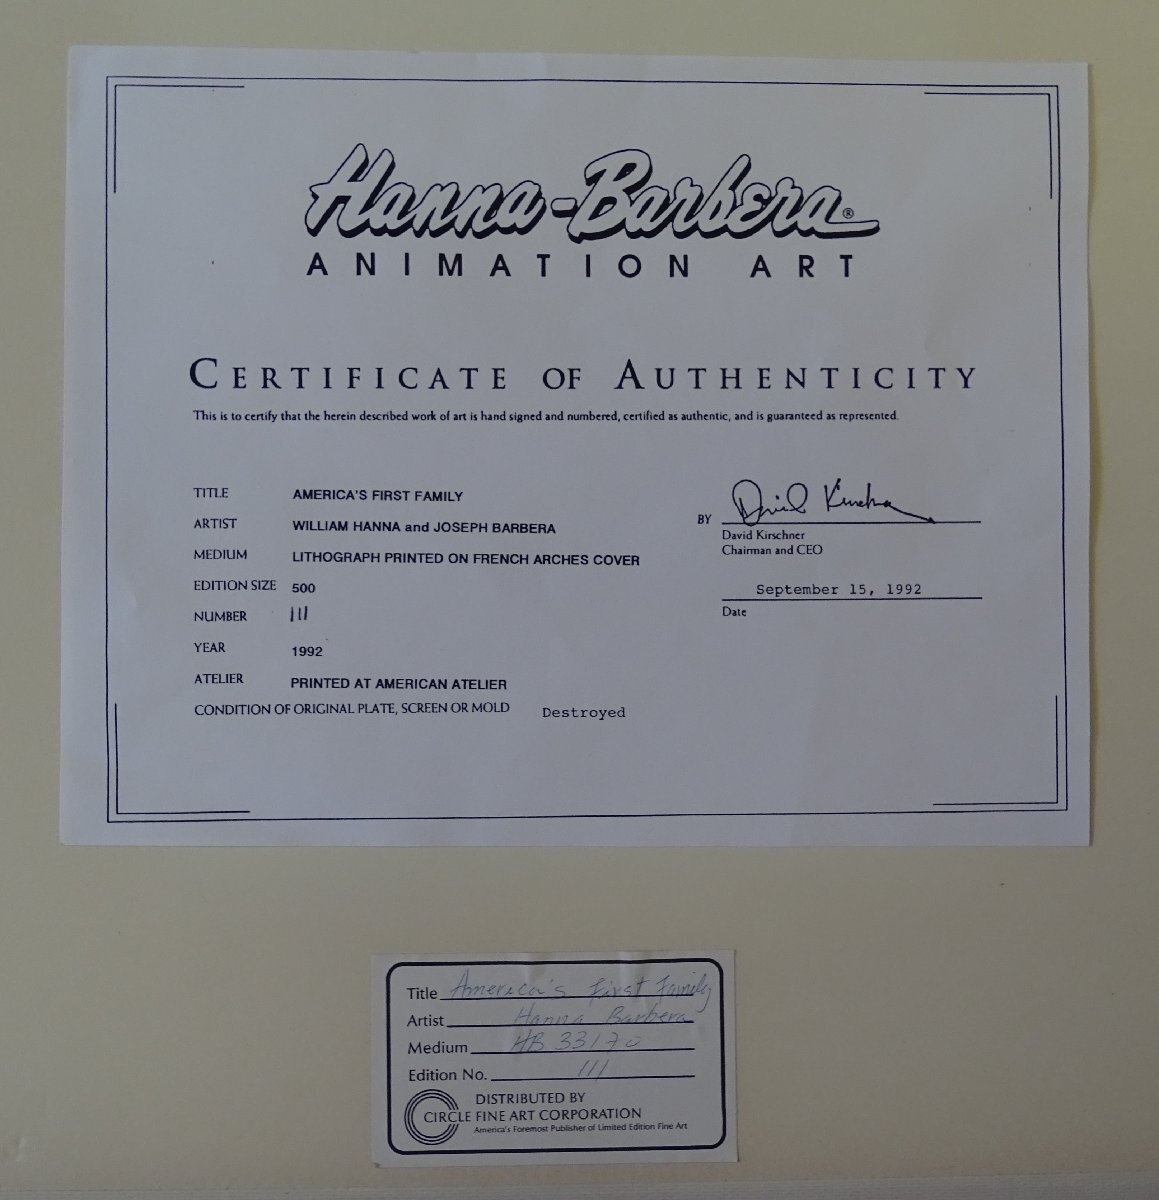 Hanna-Barbera®
ANIMATION ART
CERTIFICATE OF AUTHENTICITY
This is to certify that the herein described work of art is hand signed and numbered, certified as authentic, and is guaranteed as represented.
TITLE AMERICA'S FIRST FAMILY
ARTIST WILLIAM HANNA and JOSEPH BARBERA
MEDIUM LITHOGRAPH PRINTED ON FRENCH ARCHES COVER
EDITION SIZE 500
NUMBER 111
YEAR 1992
ATELIER PRINTED AT AMERICAN ATELIER
CONDITION OF ORIGINAL PLATE, SCREEN OR MOLD Destroyed
BY David Kirschner
David Kirschner
Chairman and CEO
September 15, 1992
Date
Title America's First Family
Artist Hanna Barbera
Medium HB 33170
Edition No. 111
DISTRIBUTED BY
CIRCLE FINE ART CORPORATION
America's Foremost Publisher of Limited Edition Fine Art